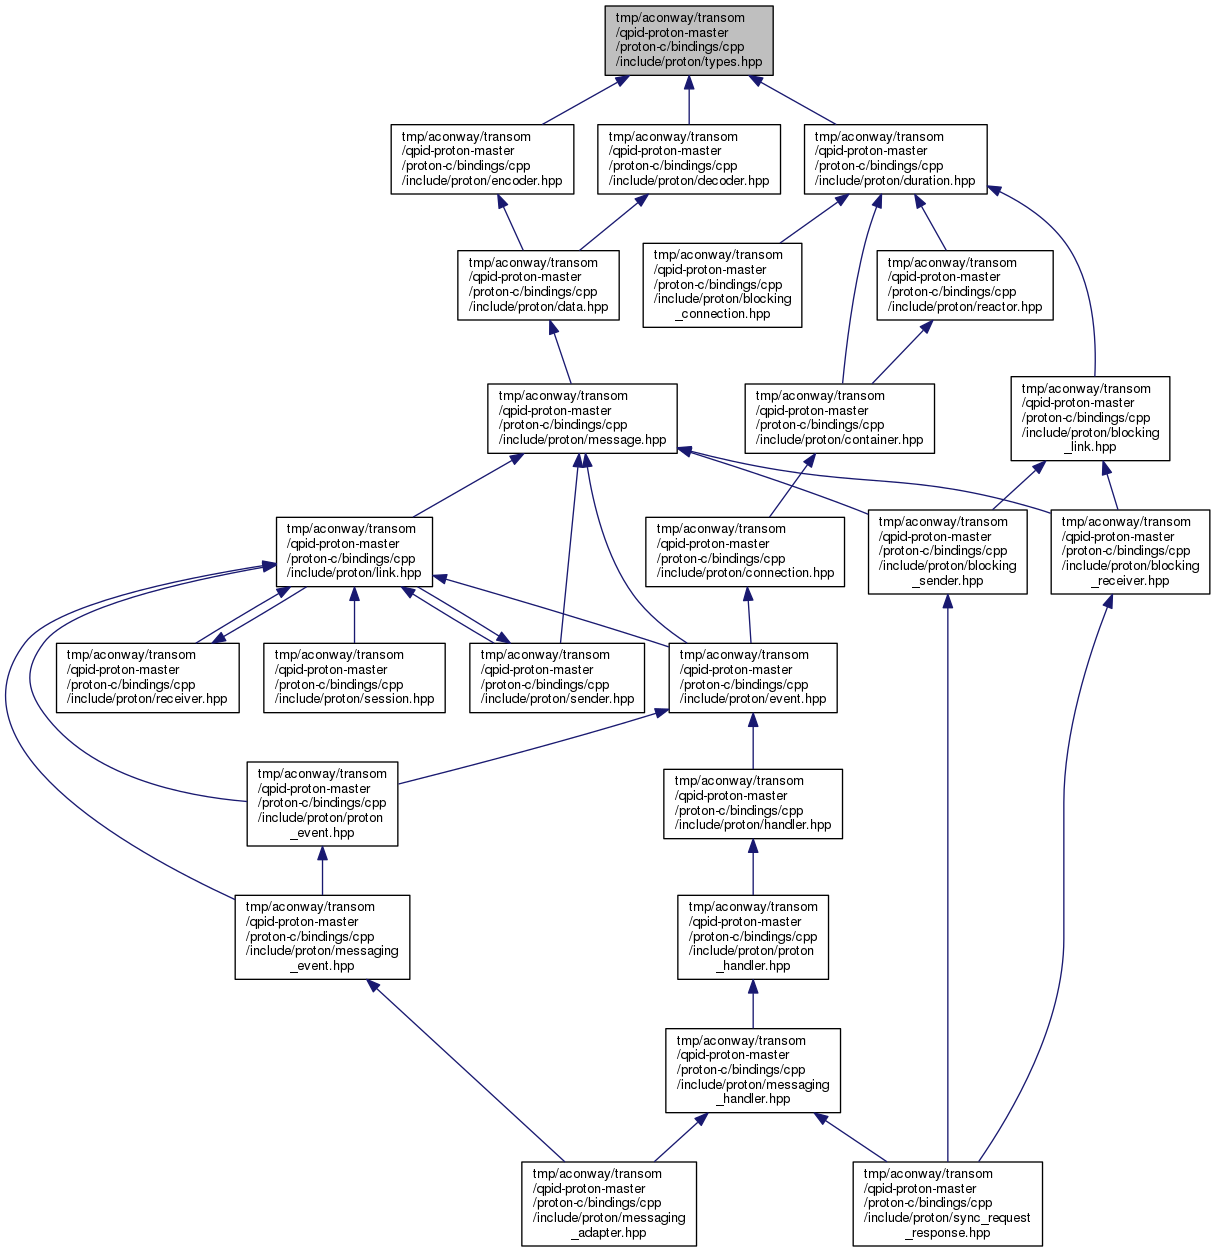 tmp/aconway/transom
/qpid-proton-master
/proton-c/bindings/cpp
/include/proton/types.hpp
tmp/aconway/transom
/qpid-proton-master
/proton-c/bindings/cpp
/include/proton/encoder.hpp
tmp/aconway/transom
/qpid-proton-master
/proton-c/bindings/cpp
/include/proton/decoder.hpp
tmp/aconway/transom
/qpid-proton-master
/proton-c/bindings/cpp
/include/proton/duration.hpp
tmp/aconway/transom
/qpid-proton-master
/proton-c/bindings/cpp
/include/proton/data.hpp
tmp/aconway/transom
/qpid-proton-master
/proton-c/bindings/cpp
/include/proton/blocking
_connection.hpp
tmp/aconway/transom
/qpid-proton-master
/proton-c/bindings/cpp
/include/proton/reactor.hpp
tmp/aconway/transom
/qpid-proton-master
/proton-c/bindings/cpp
/include/proton/message.hpp
tmp/aconway/transom
/qpid-proton-master
/proton-c/bindings/cpp
/include/proton/container.hpp
tmp/aconway/transom
/qpid-proton-master
/proton-c/bindings/cpp
/include/proton/blocking
_link.hpp
tmp/aconway/transom
/qpid-proton-master
/proton-c/bindings/cpp
/include/proton/link.hpp
tmp/aconway/transom
/qpid-proton-master
/proton-c/bindings/cpp
/include/proton/connection.hpp
tmp/aconway/transom
/qpid-proton-master
/proton-c/bindings/cpp
/include/proton/blocking
_sender.hpp
tmp/aconway/transom
/qpid-proton-master
/proton-c/bindings/cpp
/include/proton/blocking
_receiver.hpp
tmp/aconway/transom
/qpid-proton-master
/proton-c/bindings/cpp
/include/proton/receiver.hpp
tmp/aconway/transom
/qpid-proton-master
/proton-c/bindings/cpp
/include/proton/session.hpp
tmp/aconway/transom
/qpid-proton-master
/proton-c/bindings/cpp
/include/proton/sender.hpp
tmp/aconway/transom
/qpid-proton-master
/proton-c/bindings/cpp
/include/proton/event.hpp
tmp/aconway/transom
/qpid-proton-master
/proton-c/bindings/cpp
/include/proton/proton
_event.hpp
tmp/aconway/transom
/qpid-proton-master
/proton-c/bindings/cpp
/include/proton/handler.hpp
tmp/aconway/transom
/qpid-proton-master
/proton-c/bindings/cpp
/include/proton/messaging
_event.hpp
tmp/aconway/transom
/qpid-proton-master
/proton-c/bindings/cpp
/include/proton/proton
_handler.hpp
tmp/aconway/transom
/qpid-proton-master
/proton-c/bindings/cpp
/include/proton/messaging
_handler.hpp
tmp/aconway/transom
/qpid-proton-master
/proton-c/bindings/cpp
/include/proton/messaging
_adapter.hpp
tmp/aconway/transom
/qpid-proton-master
/proton-c/bindings/cpp
/include/proton/sync_request
_response.hpp